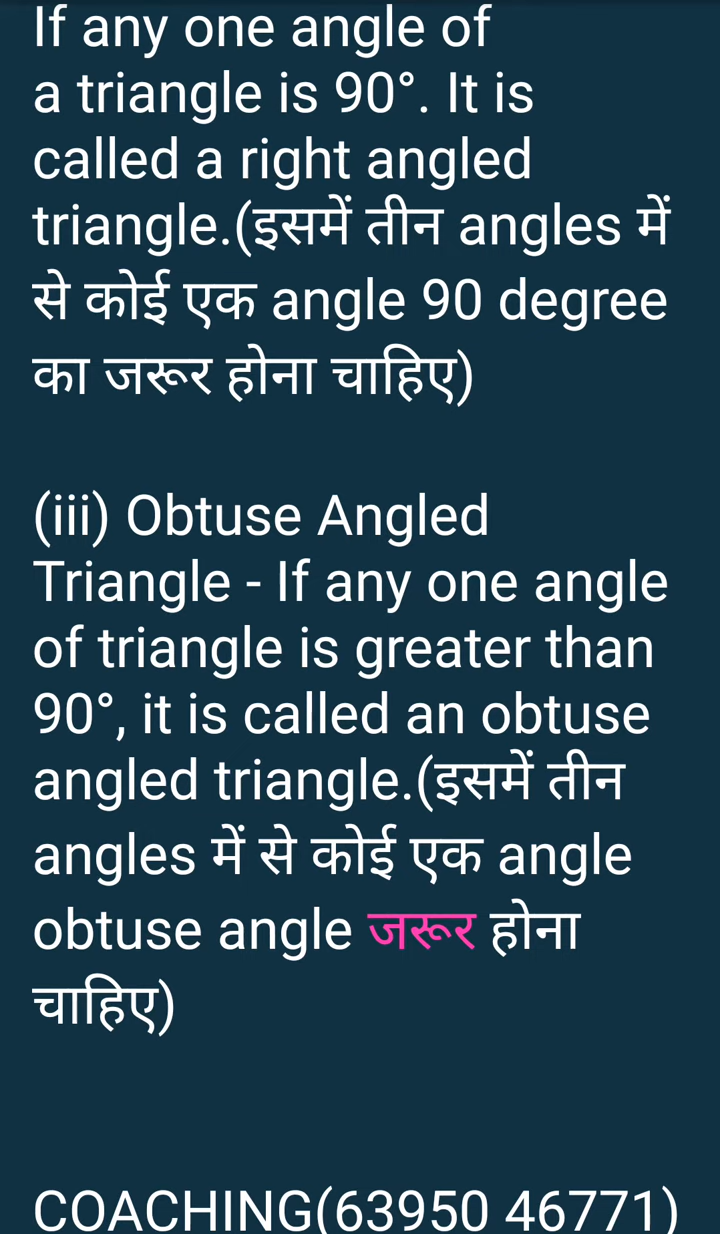 If any one angle of
a triangle is 90°. It is
called a right angled
triangle.(इसमें तीन angles में
से कोई एक angle 90 degree
का जरूर होना चाहिए)
(iii) Obtuse Angled
Triangle - If any one angle
of triangle is greater than
90°, it is called an obtuse
angled triangle.(इसमें तीन
angles में से कोई एक angle
obtuse angle जरूर होना
चाहिए)
COACHING(63950 46771)